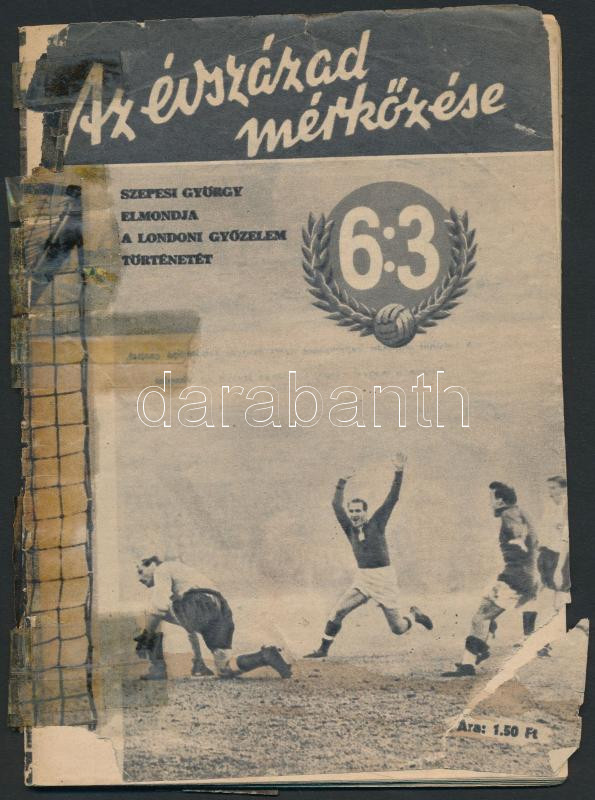 Az évszázad
mérkőzése
SZEPESI GYÖRGY
ELMONDJA
A LONDONI GYŐZELEM
TÖRTÉNETÉT
6:3
darabanth
Ára: 1.50 Ft